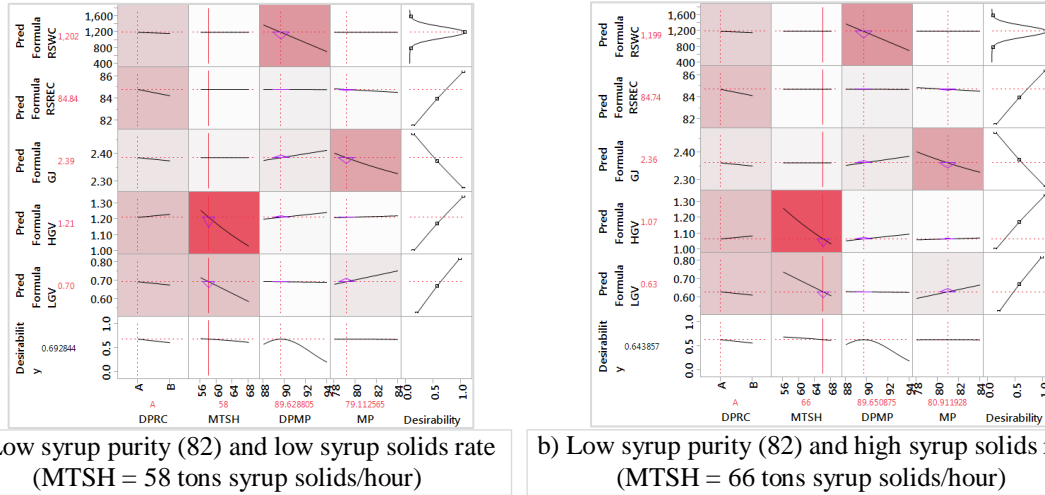 Pred
Formula
RSWC
1,202
1,600
1,200
800
400
Pred
Formula
RSREC
84.84
86
84
82
Pred
Formula
GJ
2.39
2.40
2.30
Pred
Formula
HGV
1.21
1.30
1.20
1.10
1.00
Pred
Formula
LGV
0.70
0.80
0.70
0.60
Desirabilit
y
0.692844
1.0
0.5
0.0
A B
56 60 64 68
88 90 92 94
78 80 82 84
0.0 0.5 1.0
A 58 89.628805 79.112565
DPRC MTSH DPMP MP Desirability
Low syrup purity (82) and low syrup solids rate
(MTSH = 58 tons syrup solids/hour)
Pred
Formula
RSWC
1,199
1,600
1,200
800
400
Pred
Formula
RSREC
84.74
86
84
82
Pred
Formula
GJ
2.36
2.40
2.30
Pred
Formula
HGV
1.07
1.30
1.20
1.10
1.00
Pred
Formula
LGV
0.63
0.80
0.70
0.60
Desirabilit
y
0.643857
1.0
0.5
0.0
A B
56 60 64 68
88 90 92 94
78 80 82 84
0.0 0.5 1.
A 66 89.650875 80.911928
DPRC MTSH DPMP MP Desirability
b) Low syrup purity (82) and high syrup solids
(MTSH = 66 tons syrup solids/hour)